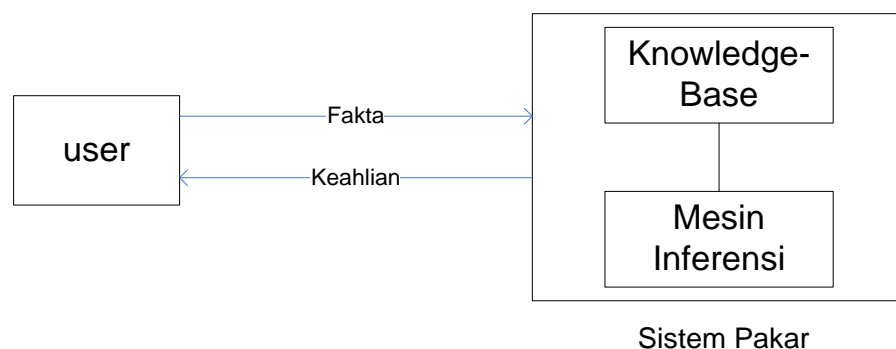 user
Fakta
Keahlian
Knowledge-
Base
Mesin
Inferensi
Sistem Pakar